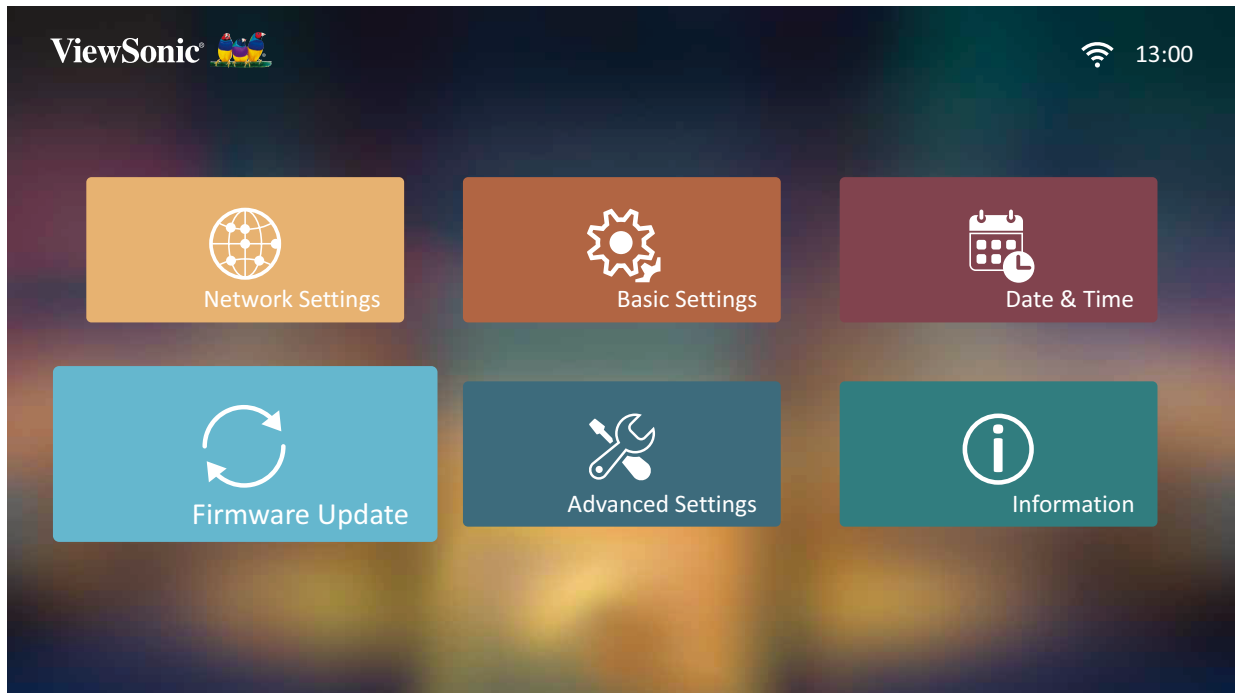 ViewSonic®
13:00
Network Settings
Basic Settings
Date & Time
Firmware Update
Advanced Settings
Information